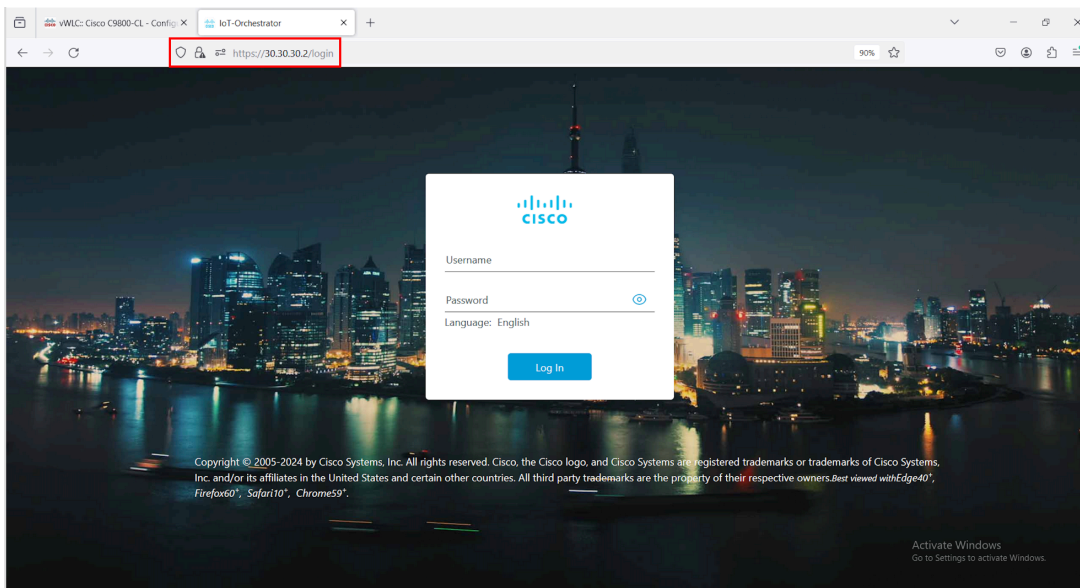 vWLC:: Cisco C9800-CL - Config
IoT-Orchestrator
https://30.30.30.2/login
90%
CISCO
Username
Password
Language: English
Log In
Copyright © 2005-2024 by Cisco Systems, Inc. All rights reserved. Cisco, the Cisco logo, and Cisco Systems are registered trademarks or trademarks of Cisco Systems,
Inc. and/or its affiliates in the United States and certain other countries. All third party trademarks are the property of their respective owners.Best viewed withEdge40+,
Firefox60+, Safari10+, Chrome59+.
Activate Windows
Go to Settings to activate Windows.